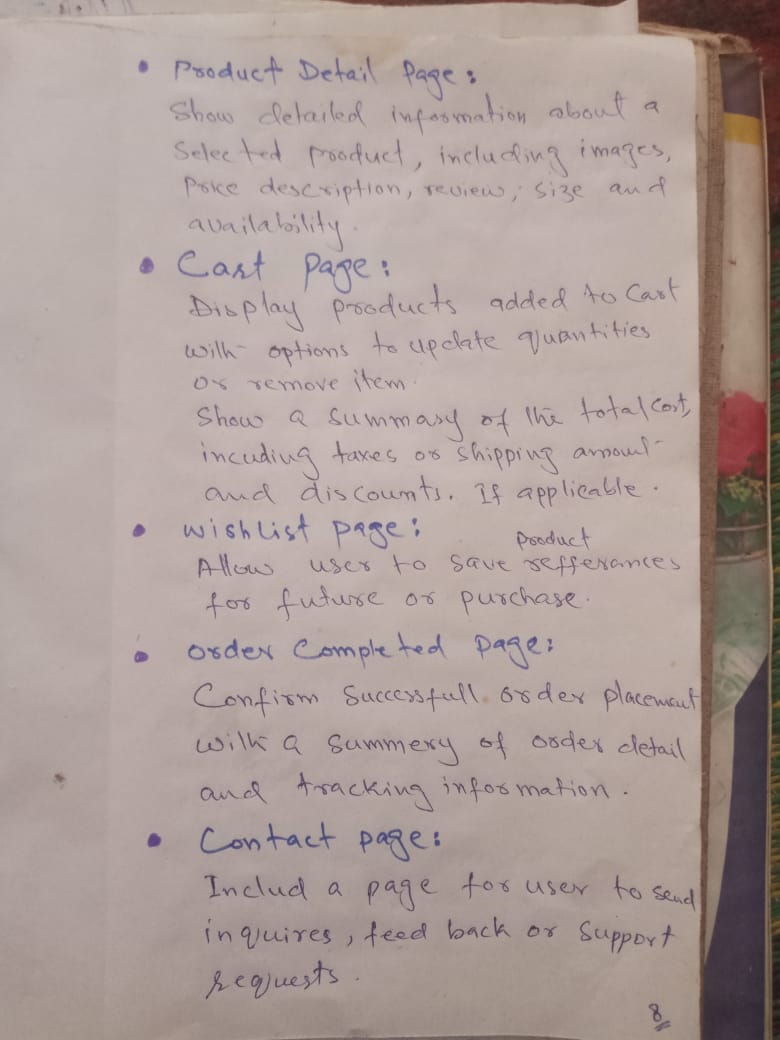 • Product Detail Page:
Show detailed information about a
Selected product, including images,
Price description, review, size and
availability.
• Cart Page:
Display products added to Cart
with options to update quantities
or remove item.
Show a summary of the total cost,
incuding taxes or shipping amount
and discounts. If applicable.
• wishlist page:
Allow user to save product refferances
for future or purchase.
• order Completed page:
Confirm Successfull order placement
with a summery of order detail
and tracking information.
• Contact page:
Includ a page for user to send
inquires, feed back or support
requests.
8